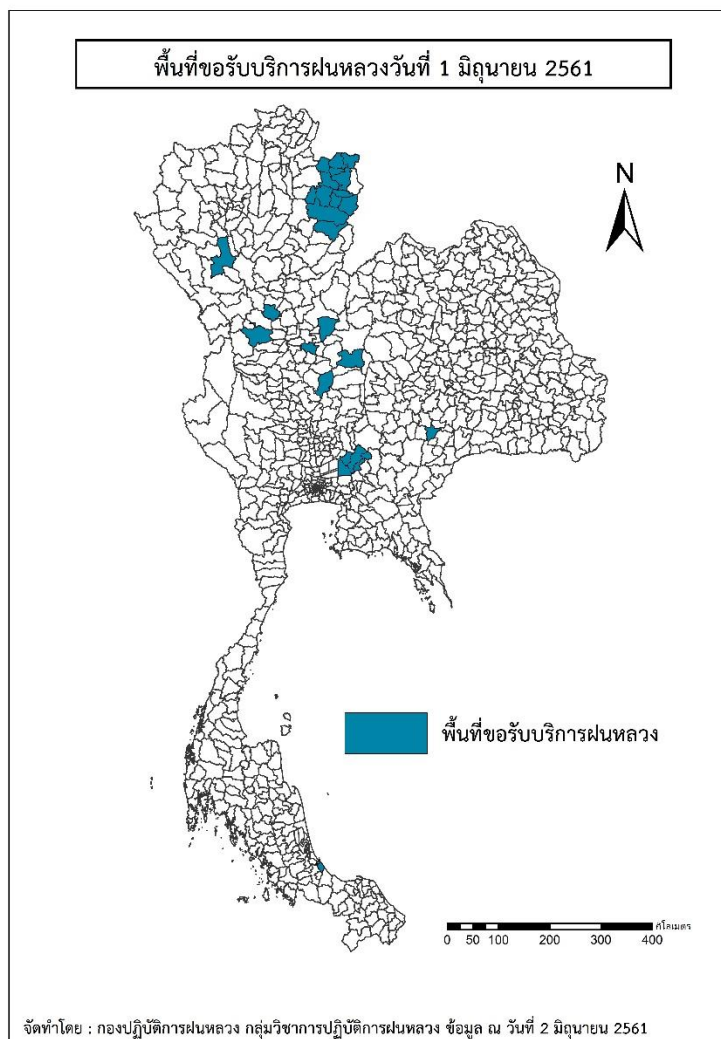 พื้นที่ขอรับบริการฝนหลวงวันที่ 1 มิถุนายน 2561
N
พื้นที่ขอรับบริการฝนหลวง
กิโลเมตร
0 50 100 200 300 400
จัดทำโดย : กองปฏิบัติการฝนหลวง กลุ่มวิชาการปฏิบัติการฝนหลวง ข้อมูล ณ วันที่ 2 มิถุนายน 2561